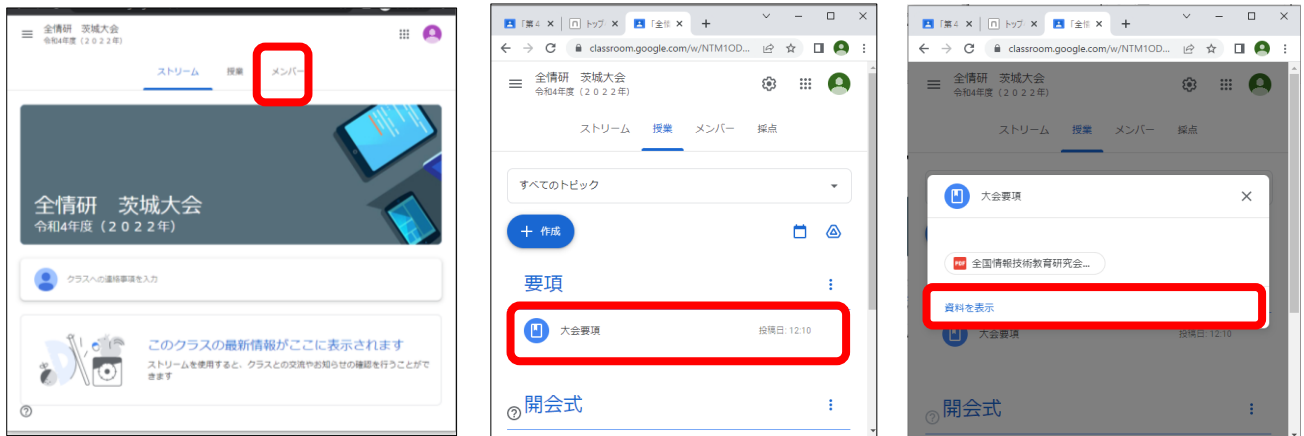 全情研　茨城大会
令和4年度（２０２２年）
ストリーム　授業　メンバー
全情研　茨城大会
令和4年度（２０２２年）
クラスへの連絡事項を入力
このクラスの最新情報がここに表示されます
ストリームを使用すると、クラスとの交流やお知らせの確認を行うことがで
きます
「第4 × トップ × 「全情 × +
classroom.google.com/w/NTM1OD...
全情研　茨城大会
令和4年度（２０２２年）
ストリーム　授業　メンバー　採点
すべてのトピック
+ 作成
要項
大会要項　投稿日: 12:10
開会式
「第4 × トップ × 「全情 × +
classroom.google.com/w/NTM1OD...
全情研　茨城大会
令和4年度（２０２２年）
ストリーム　授業　メンバー　採点
大会要項
PDF 全国情報技術教育研究会...
資料を表示
大会要項　投稿日: 12:10
開会式